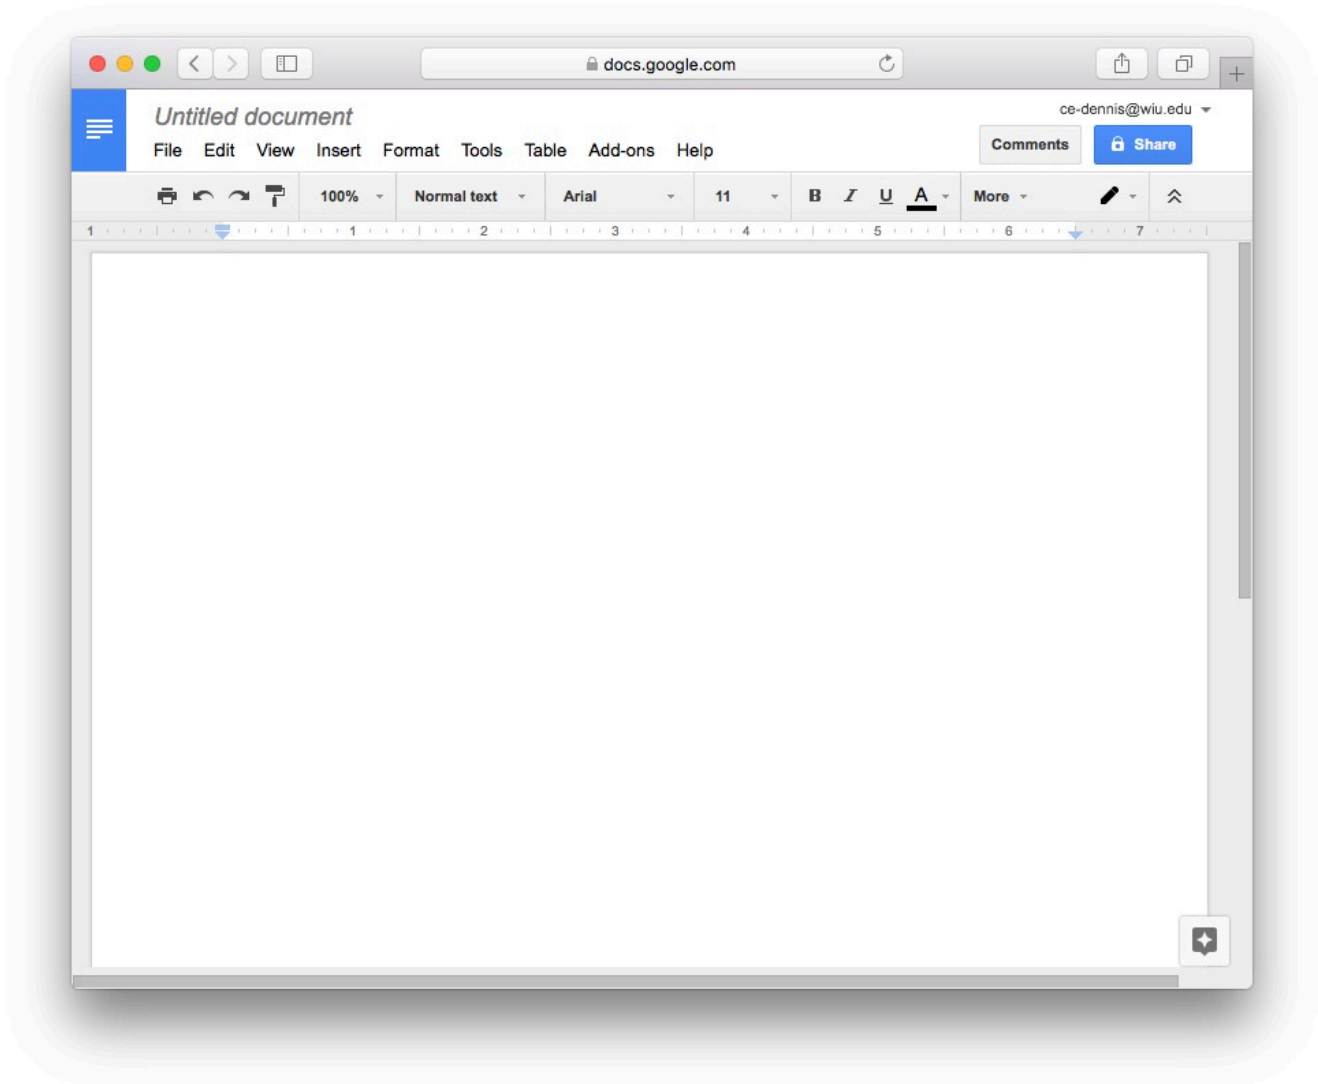 docs.google.com
ce-dennis@wiu.edu
Untitled document
File Edit View Insert Format Tools Table Add-ons Help
Comments Share
100% Normal text Arial 11 B I U A More
1 1 2 3 4 5 6 7